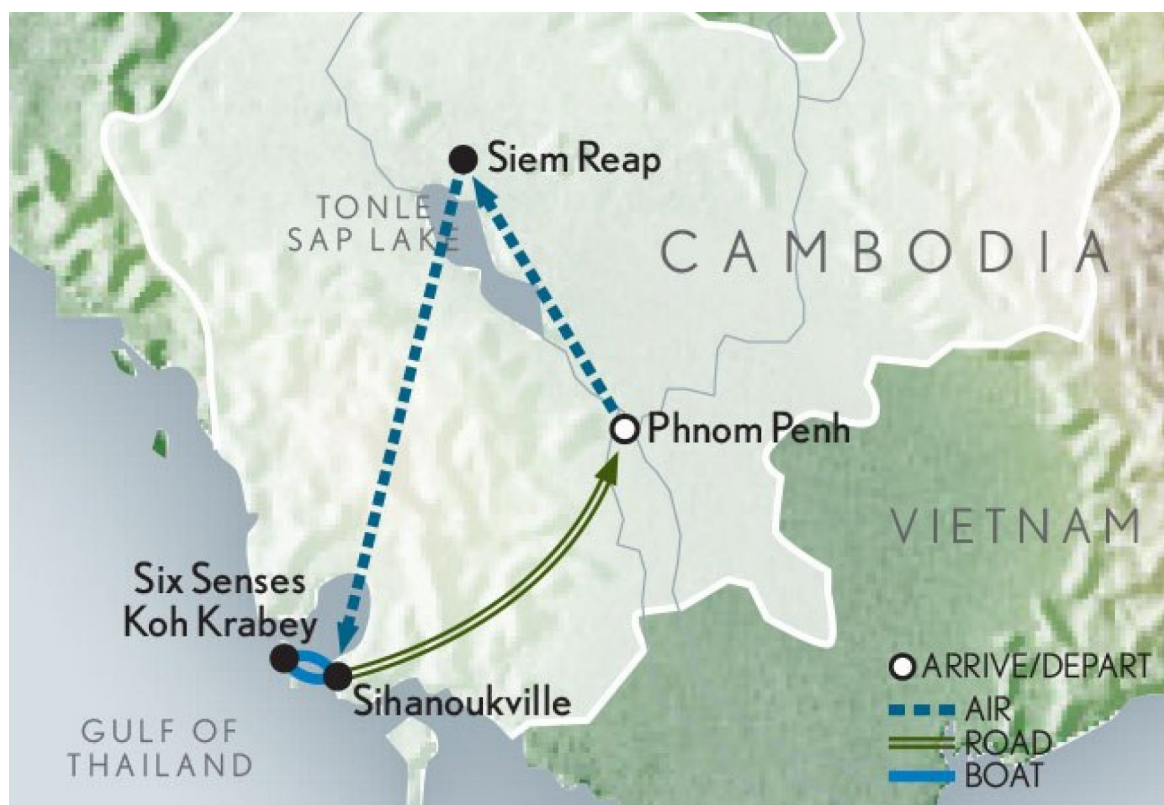 Siem Reap
TONLE
SAP LAKE
CAMBODIA
Phnom Penh
VIETNAM
Six Senses
Koh Krabey
Sihanoukville
GULF OF
THAILAND
ARRIVE/DEPART
AIR
ROAD
BOAT